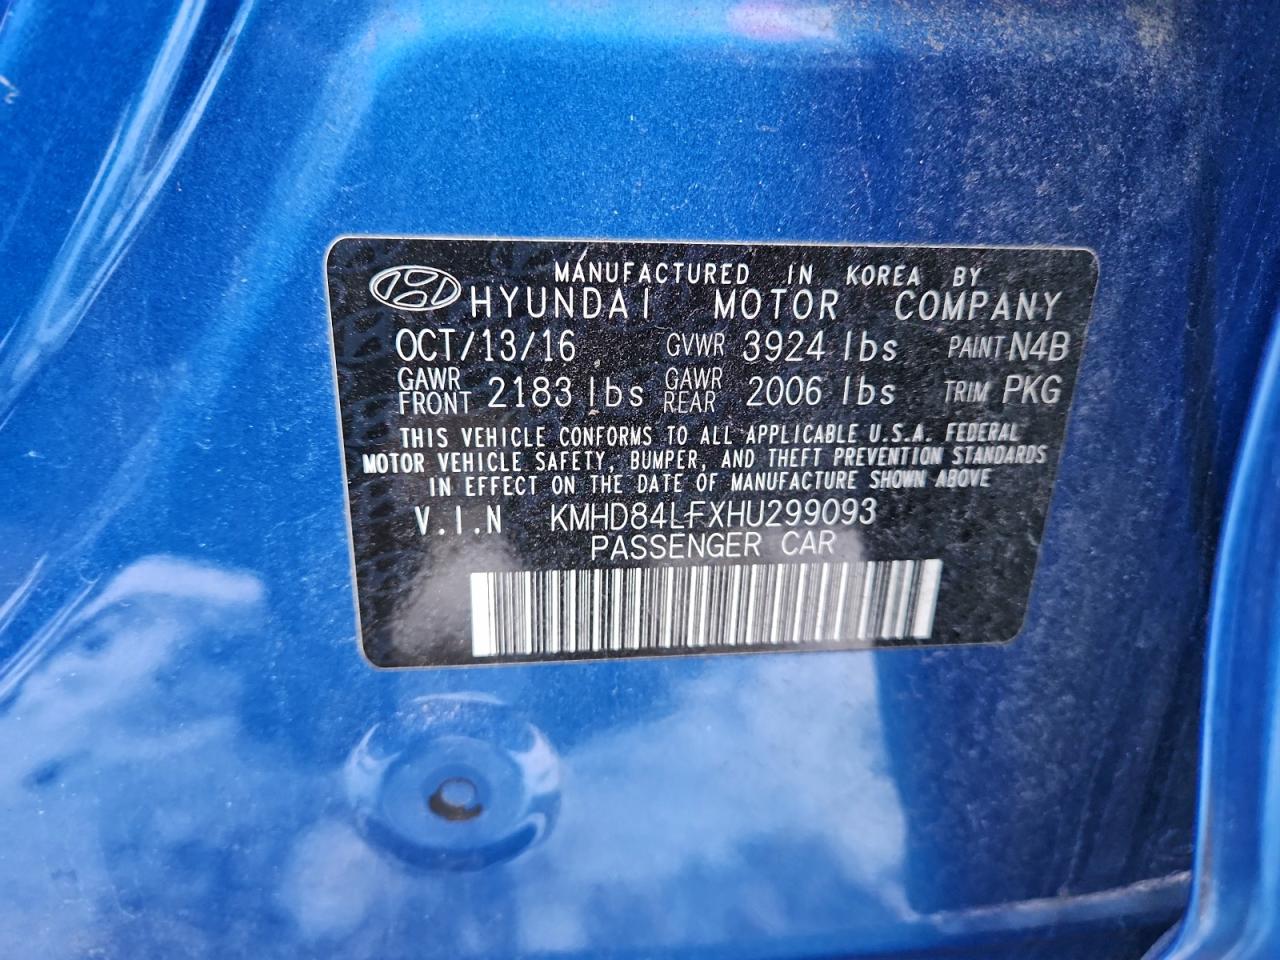 MANUFACTURED IN KOREA BY
HYUNDAI MOTOR COMPANY
OCT/13/16 GVWR 3924 lbs PAINT N4B
GAWR FRONT 2183 lbs GAWR REAR 2006 lbs TRIM PKG
THIS VEHICLE CONFORMS TO ALL APPLICABLE U.S.A. FEDERAL
MOTOR VEHICLE SAFETY, BUMPER, AND THEFT PREVENTION STANDARDS
IN EFFECT ON THE DATE OF MANUFACTURE SHOWN ABOVE
V.I.N KMHD84LFXHU299093
PASSENGER CAR